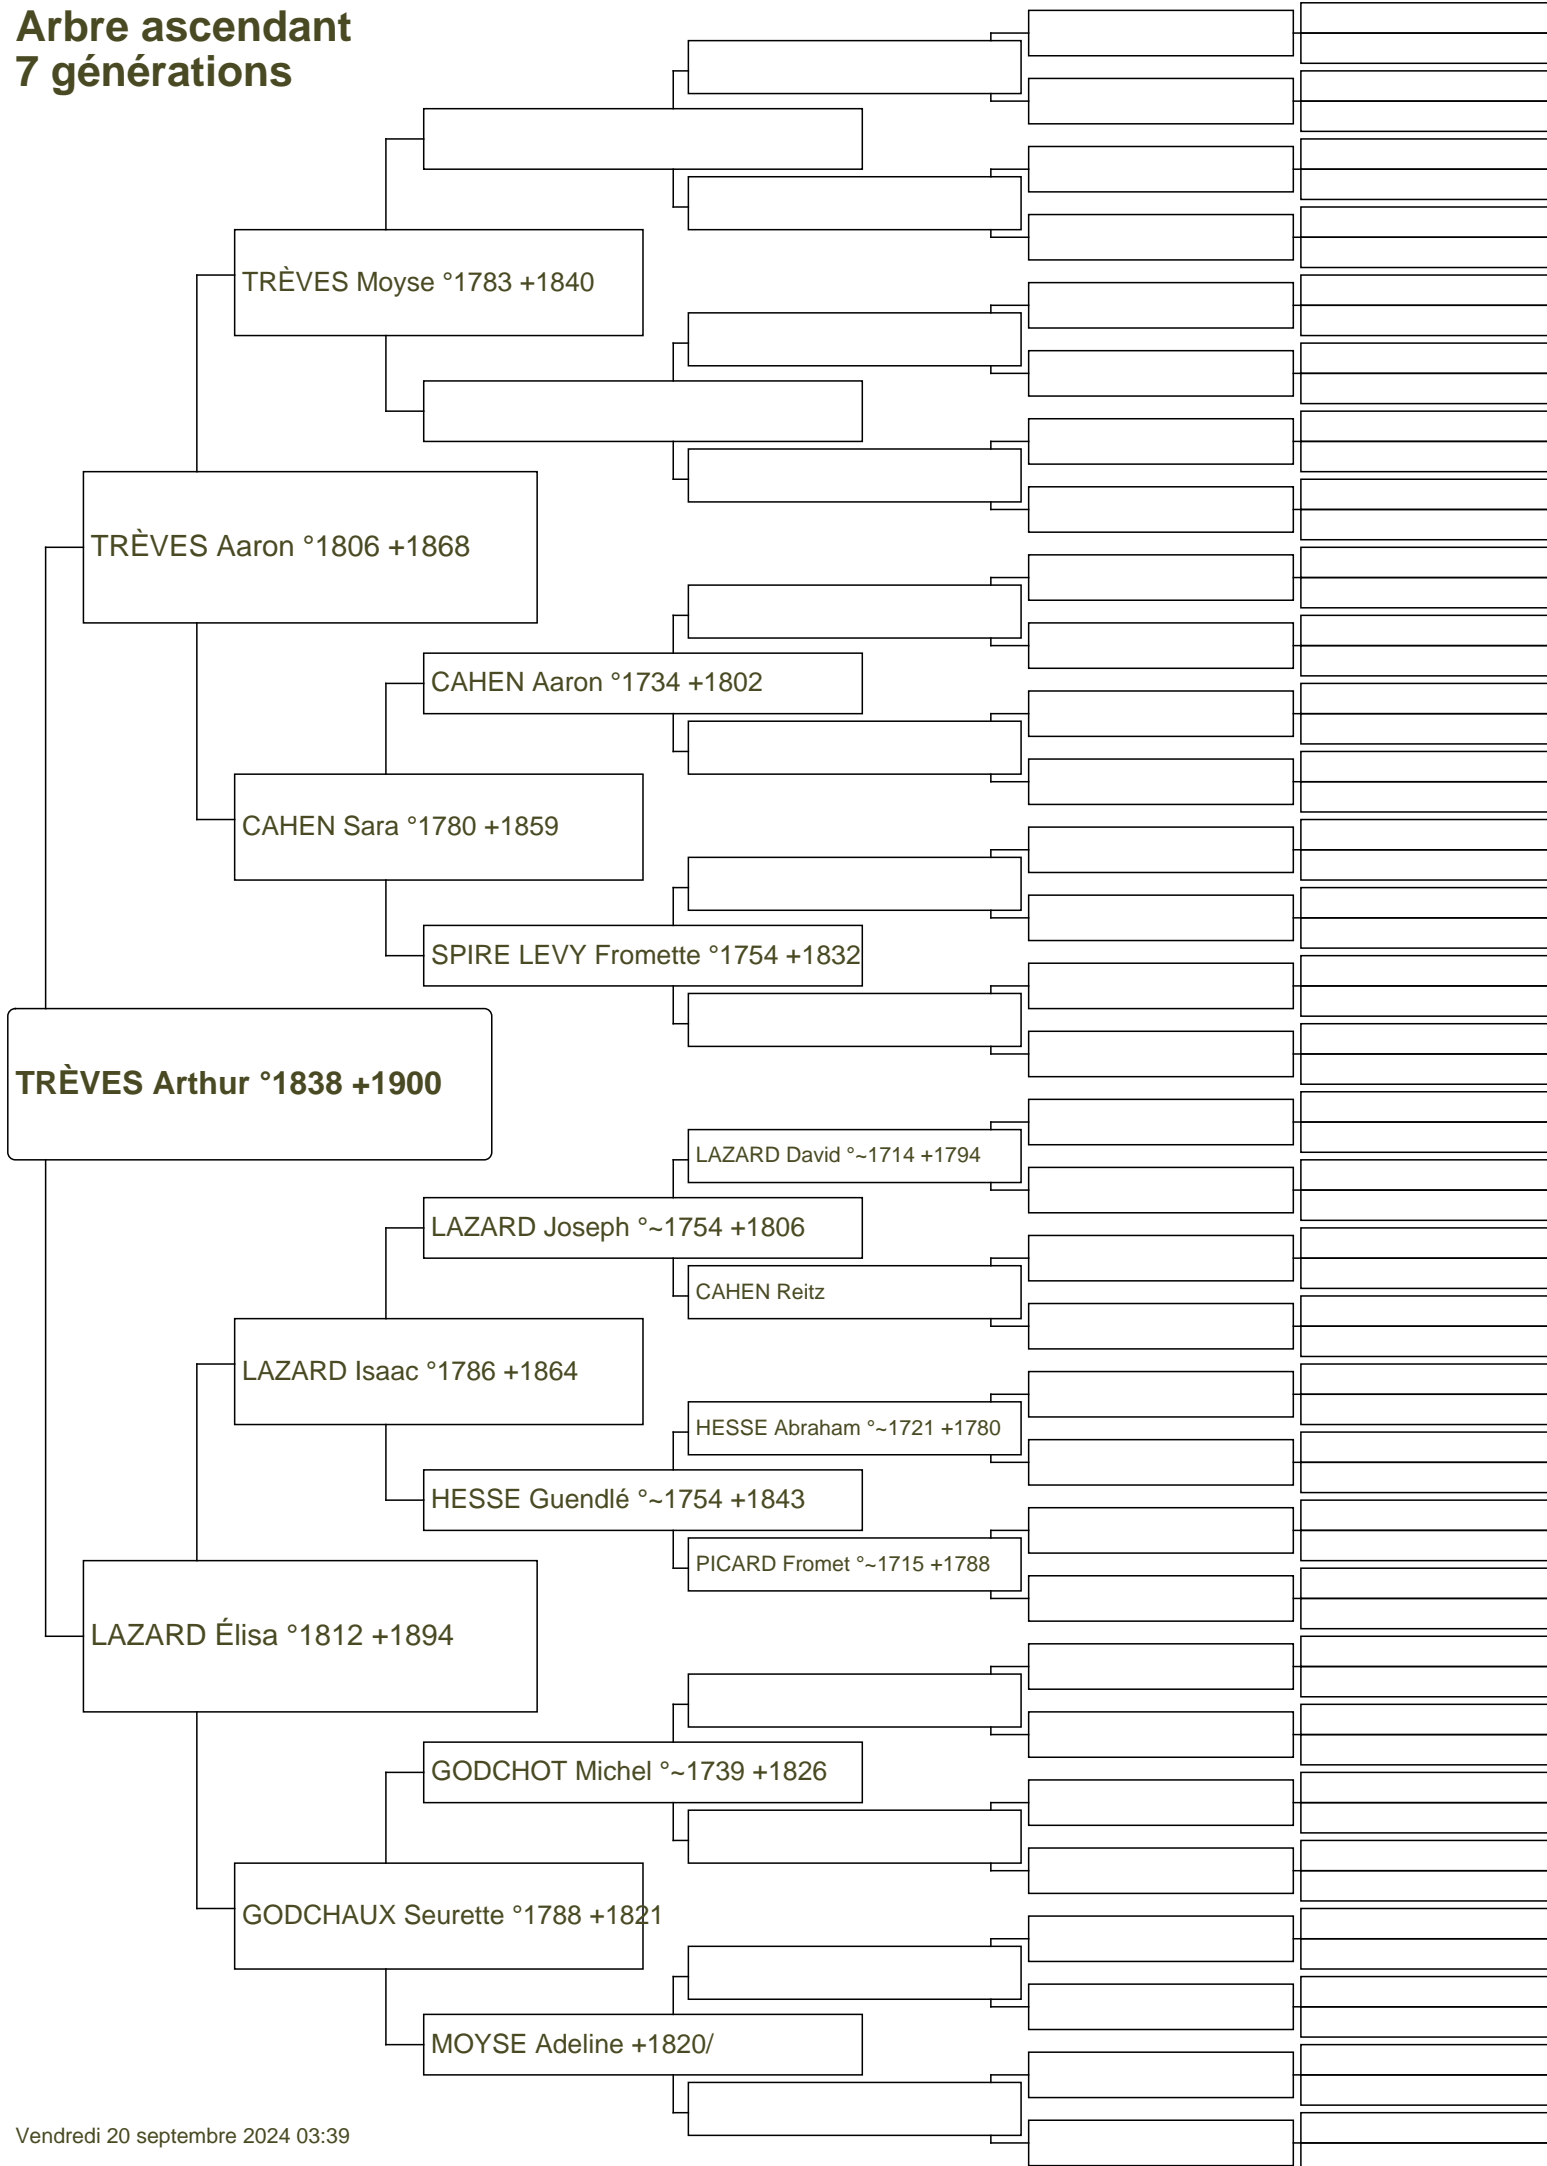 Arbre ascendant
7 générations
TRÈVES Moyse °1783 +1840
TRÈVES Aaron °1806 +1868
CAHEN Aaron °1734 +1802
CAHEN Sara °1780 +1859
SPIRE LEVY Fromette °1754 +1832
TRÈVES Arthur °1838 +1900
LAZARD David °~1714 +1794
LAZARD Joseph °~1754 +1806
CAHEN Reitz
LAZARD Isaac °1786 +1864
HESSE Abraham °~1721 +1780
HESSE Guendlé °~1754 +1843
PICARD Fromet °~1715 +1788
LAZARD Élisa °1812 +1894
GODCHOT Michel °~1739 +1826
GODCHAUX Seurette °1788 +1821
MOYSE Adeline +1820/
Vendredi 20 septembre 2024 03:39